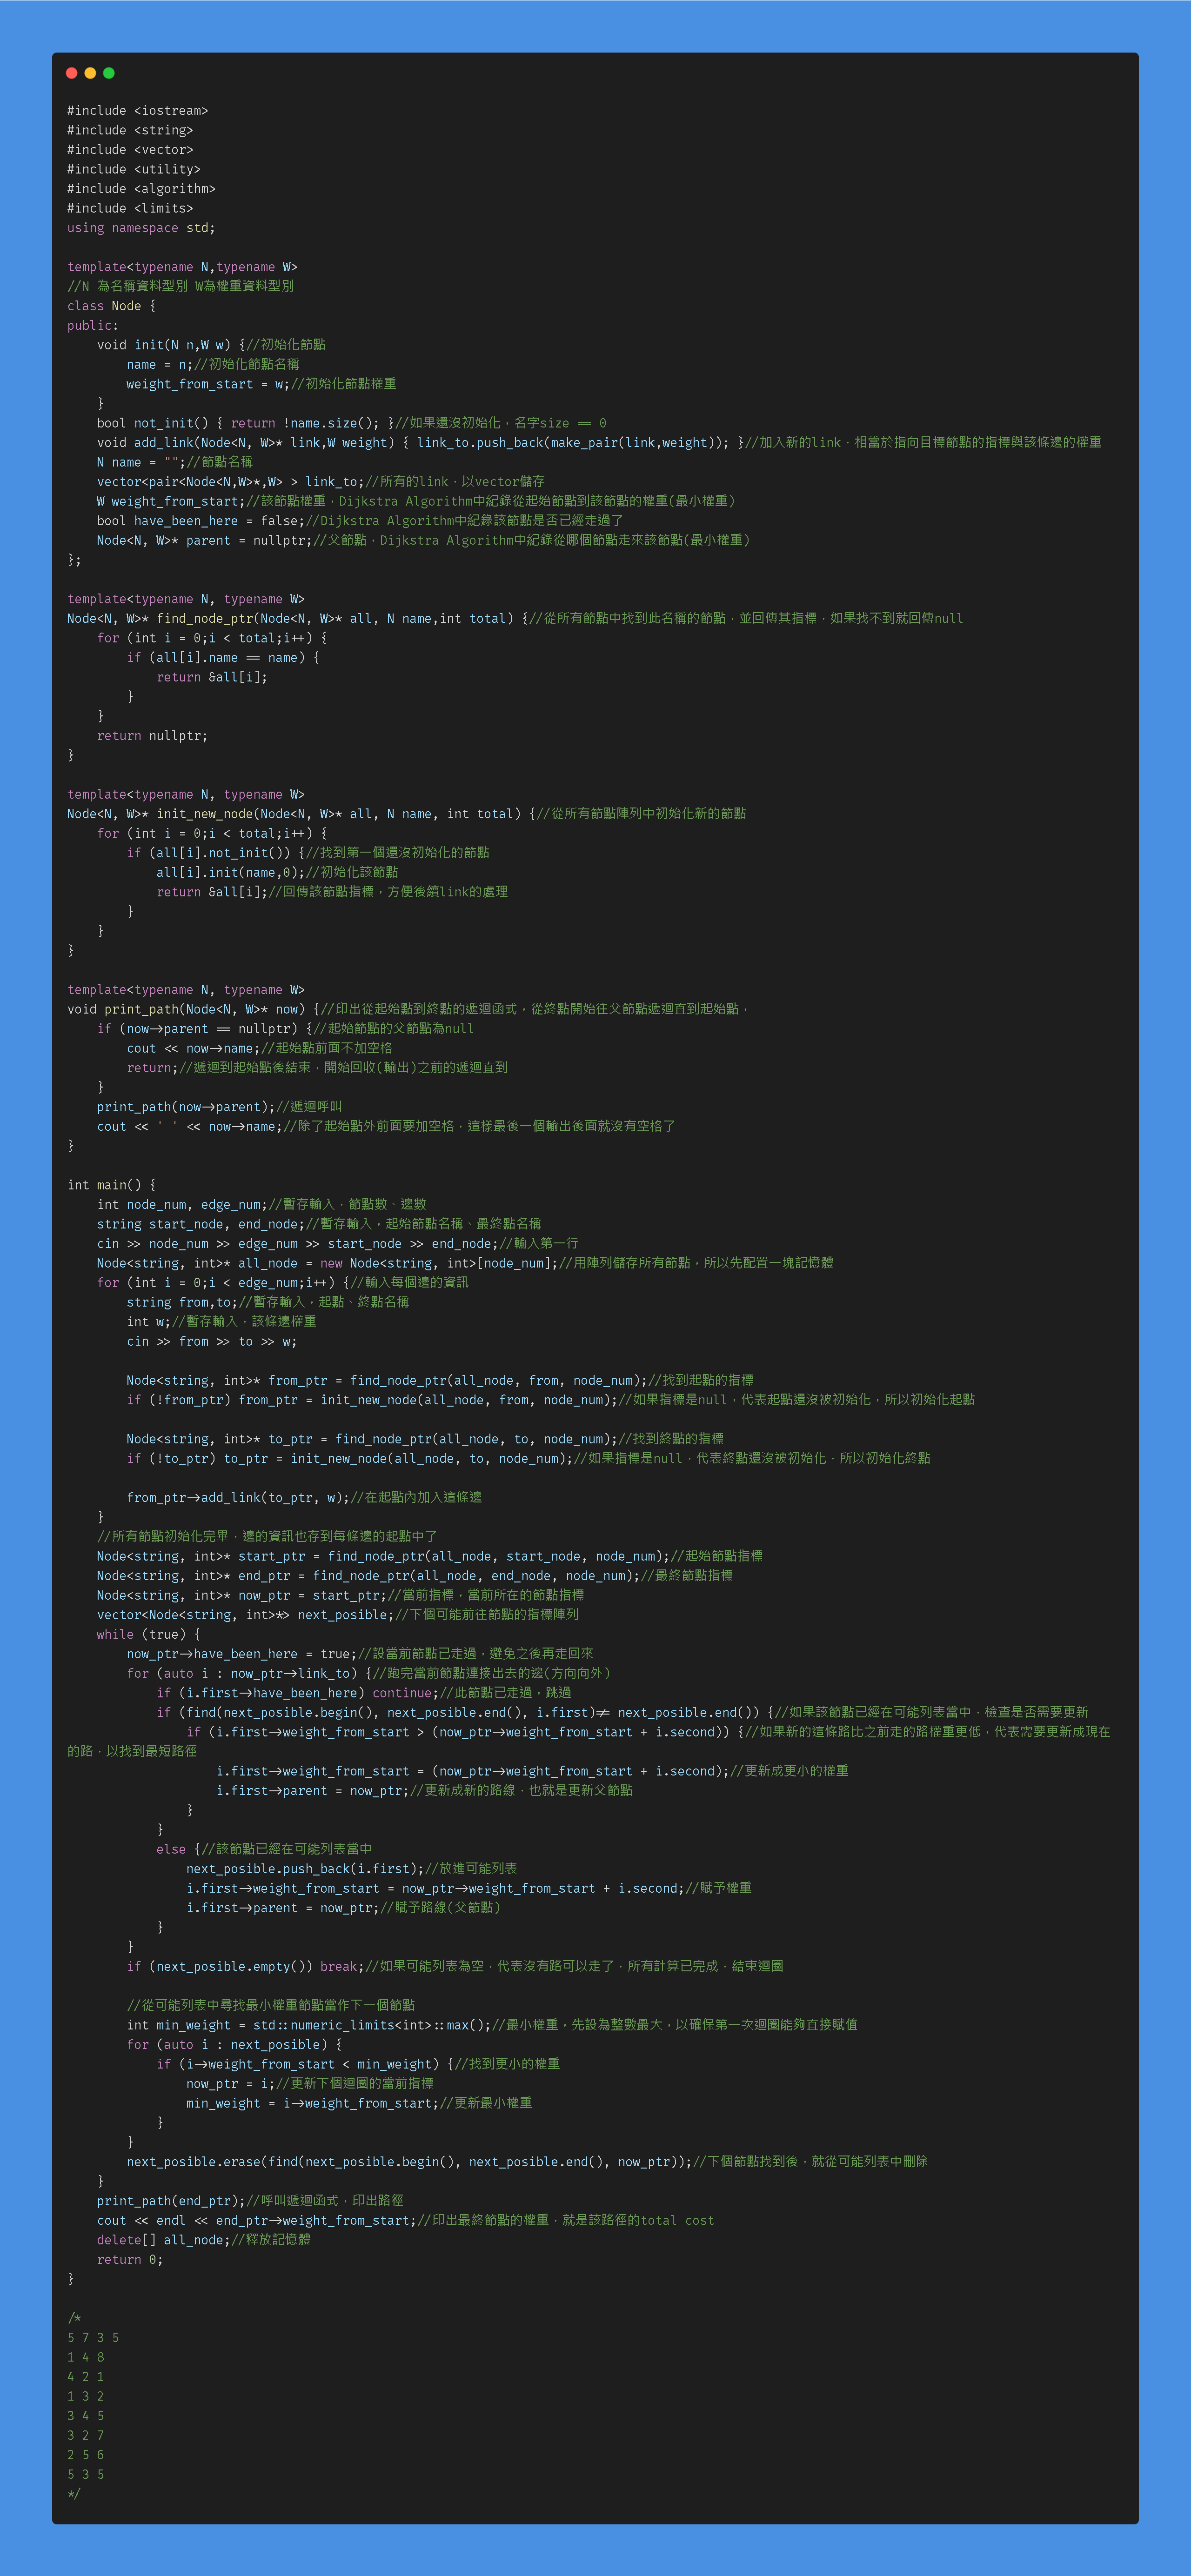 #include <iostream>
#include <string>
#include <vector>
#include <utility>
#include <algorithm>
#include <limits>
using namespace std;

template<typename N,typename W>
//N 為名稱資料型別 W為權重資料型別
class Node {
public:
    void init(N n,W w) {//初始化節點
        name = n;//初始化節點名稱
        weight_from_start = w;//初始化節點權重
    }
    bool not_init() { return !name.size(); }//如果還沒初始化，名字size == 0
    void add_link(Node<N, W>* link,W weight) { link_to.push_back(make_pair(link,weight)); }//加入新的link，相當於指向目標節點的指標與該條邊的權重
    N name = "";//節點名稱
    vector<pair<Node<N,W>*,W> > link_to;//所有的link，以vector儲存
    W weight_from_start;//該節點權重，Dijkstra Algorithm中紀錄從起始節點到該節點的權重(最小權重)
    bool have_been_here = false;//Dijkstra Algorithm中紀錄該節點是否已經走過了
    Node<N, W>* parent = nullptr;//父節點，Dijkstra Algorithm中紀錄從哪個節點走來該節點(最小權重)
};

template<typename N, typename W>
Node<N, W>* find_node_ptr(Node<N, W>* all, N name,int total) {//從所有節點中找到此名稱的節點，並回傳其指標，如果找不到就回傳null
    for (int i = 0;i < total;i++) {
        if (all[i].name == name) {
            return &all[i];
        }
    }
    return nullptr;
}

template<typename N, typename W>
Node<N, W>* init_new_node(Node<N, W>* all, N name, int total) {//從所有節點陣列中初始化新的節點
    for (int i = 0;i < total;i++) {
        if (all[i].not_init()) {//找到第一個還沒初始化的節點
            all[i].init(name,0);//初始化該節點
            return &all[i];//回傳該節點指標，方便後續link的處理
        }
    }
}

template<typename N, typename W>
void print_path(Node<N, W>* now) {//印出從起始點到終點的遞迴函式，從終點開始往父節點遞迴直到起始點，
    if (now->parent == nullptr) {//起始節點的父節點為null
        cout << now->name;//起始點前面不加空格
        return;//遞迴到起始點後結束，開始回收(輸出)之前的遞迴直到
    }
    print_path(now->parent);//遞迴呼叫
    cout << ' ' << now->name;//除了起始點外前面要加空格，這樣最後一個輸出後面就沒有空格了
}

int main() {
    int node_num, edge_num;//暫存輸入，節點數、邊數
    string start_node, end_node;//暫存輸入，起始節點名稱、最終點名稱
    cin >> node_num >> edge_num >> start_node >> end_node;//輸入第一行
    Node<string, int>* all_node = new Node<string, int>[node_num];//用陣列儲存所有節點，所以先配置一塊記憶體
    for (int i = 0;i < edge_num;i++) {//輸入每個邊的資訊
        string from,to;//暫存輸入，起點、終點名稱
        int w;//暫存輸入，該條邊權重
        cin >> from >> to >> w;

        Node<string, int>* from_ptr = find_node_ptr(all_node, from, node_num);//找到起點的指標
        if (!from_ptr) from_ptr = init_new_node(all_node, from, node_num);//如果指標是null，代表起點還沒被初始化，所以初始化起點

        Node<string, int>* to_ptr = find_node_ptr(all_node, to, node_num);//找到終點的指標
        if (!to_ptr) to_ptr = init_new_node(all_node, to, node_num);//如果指標是null，代表終點還沒被初始化，所以初始化終點

        from_ptr->add_link(to_ptr, w);//在起點內加入這條邊
    }
    //所有節點初始化完畢，邊的資訊也存到每條邊的起點中了
    Node<string, int>* start_ptr = find_node_ptr(all_node, start_node, node_num);//起始節點指標
    Node<string, int>* end_ptr = find_node_ptr(all_node, end_node, node_num);//最終節點指標
    Node<string, int>* now_ptr = start_ptr;//當前指標，當前所在的節點指標
    vector<Node<string, int>*> next_posible;//下個可能前往節點的指標陣列
    while (true) {
        now_ptr->have_been_here = true;//設當前節點已走過，避免之後再走回來
        for (auto i : now_ptr->link_to) {//跑完當前節點連接出去的邊(方向向外)
            if (i.first->have_been_here) continue;//此節點已走過，跳過
            if (find(next_posible.begin(), next_posible.end(), i.first)!= next_posible.end()) {//如果該節點已經在可能列表當中，檢查是否需要更新
                if (i.first->weight_from_start > (now_ptr->weight_from_start + i.second)) {//如果新的這條路比之前走的路權重更低，代表需要更新成現在
的路，以找到最短路徑
                    i.first->weight_from_start = (now_ptr->weight_from_start + i.second);//更新成更小的權重
                    i.first->parent = now_ptr;//更新成新的路線，也就是更新父節點
                }
            }
            else {//該節點已經在可能列表當中
                next_posible.push_back(i.first);//放進可能列表
                i.first->weight_from_start = now_ptr->weight_from_start + i.second;//賦予權重
                i.first->parent = now_ptr;//賦予路線(父節點)
            }
        }
        if (next_posible.empty()) break;//如果可能列表為空，代表沒有路可以走了，所有計算已完成，結束迴圈

        //從可能列表中尋找最小權重節點當作下一個節點
        int min_weight = std::numeric_limits<int>::max();//最小權重，先設為整數最大，以確保第一次迴圈能夠直接賦值
        for (auto i : next_posible) {
            if (i->weight_from_start < min_weight) {//找到更小的權重
                now_ptr = i;//更新下個迴圈的當前指標
                min_weight = i->weight_from_start;//更新最小權重
            }
        }
        next_posible.erase(find(next_posible.begin(), next_posible.end(), now_ptr));//下個節點找到後，就從可能列表中刪除
    }
    print_path(end_ptr);//呼叫遞迴函式，印出路徑
    cout << endl << end_ptr->weight_from_start;//印出最終節點的權重，就是該路徑的total cost
    delete[] all_node;//釋放記憶體
    return 0;
}

/*
5 7 3 5
1 4 8
4 2 1
1 3 2
3 4 5
3 2 7
2 5 6
5 3 5
*/